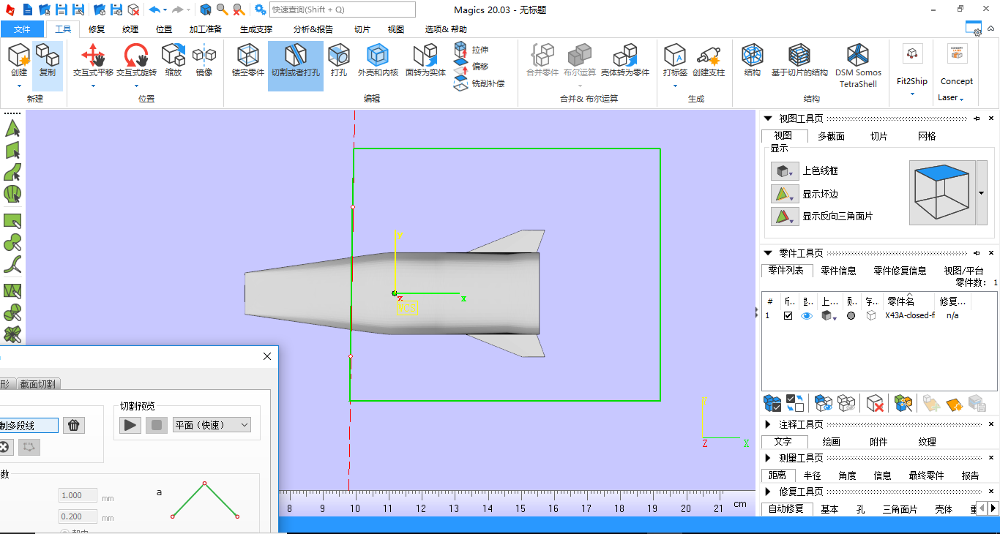 快速查询(Shift + Q)
Magics 20.03 - 无标题
文件 工具 修复 纹理 位置 加工准备 生成支撑 分析&报告 切片 视图 选项& 帮助
创建 复制 交互式平移 交互式旋转 缩放 镜像 镂空零件 切割或者打孔 打孔 外壳和内核 面转为实体 拉伸 合并零件 布尔运算 壳体转为零件 打标签 创建支柱 结构 基于切片的结构 DSM Somos TetraShell Fit2Ship Concept Laser
偏移
铣削补偿
新建 位置 编辑 合并& 布尔运算 生成 结构
视图工具页
视图 多截面 切片 网格
显示
上色线框
显示坏边
显示反向三角面片
零件工具页
零件列表 零件信息 零件修复信息 视图/平台
零件数: 1
# 上... 零件名 修复...
1 X43A-closed-f n/a
y
z x
Y
Z X
形 截面切割
切割预览
制多段线 平面（快速）
数
1.000 mm
a
0.200 mm
8 9 10 11 12 13 14 15 16 17 18 19 20 21 cm
注释工具页
文字 绘画 附件 纹理
测量工具页
距离 半径 角度 信息 最终零件 报告
修复工具页
自动修复 基本 孔 三角面片 壳体